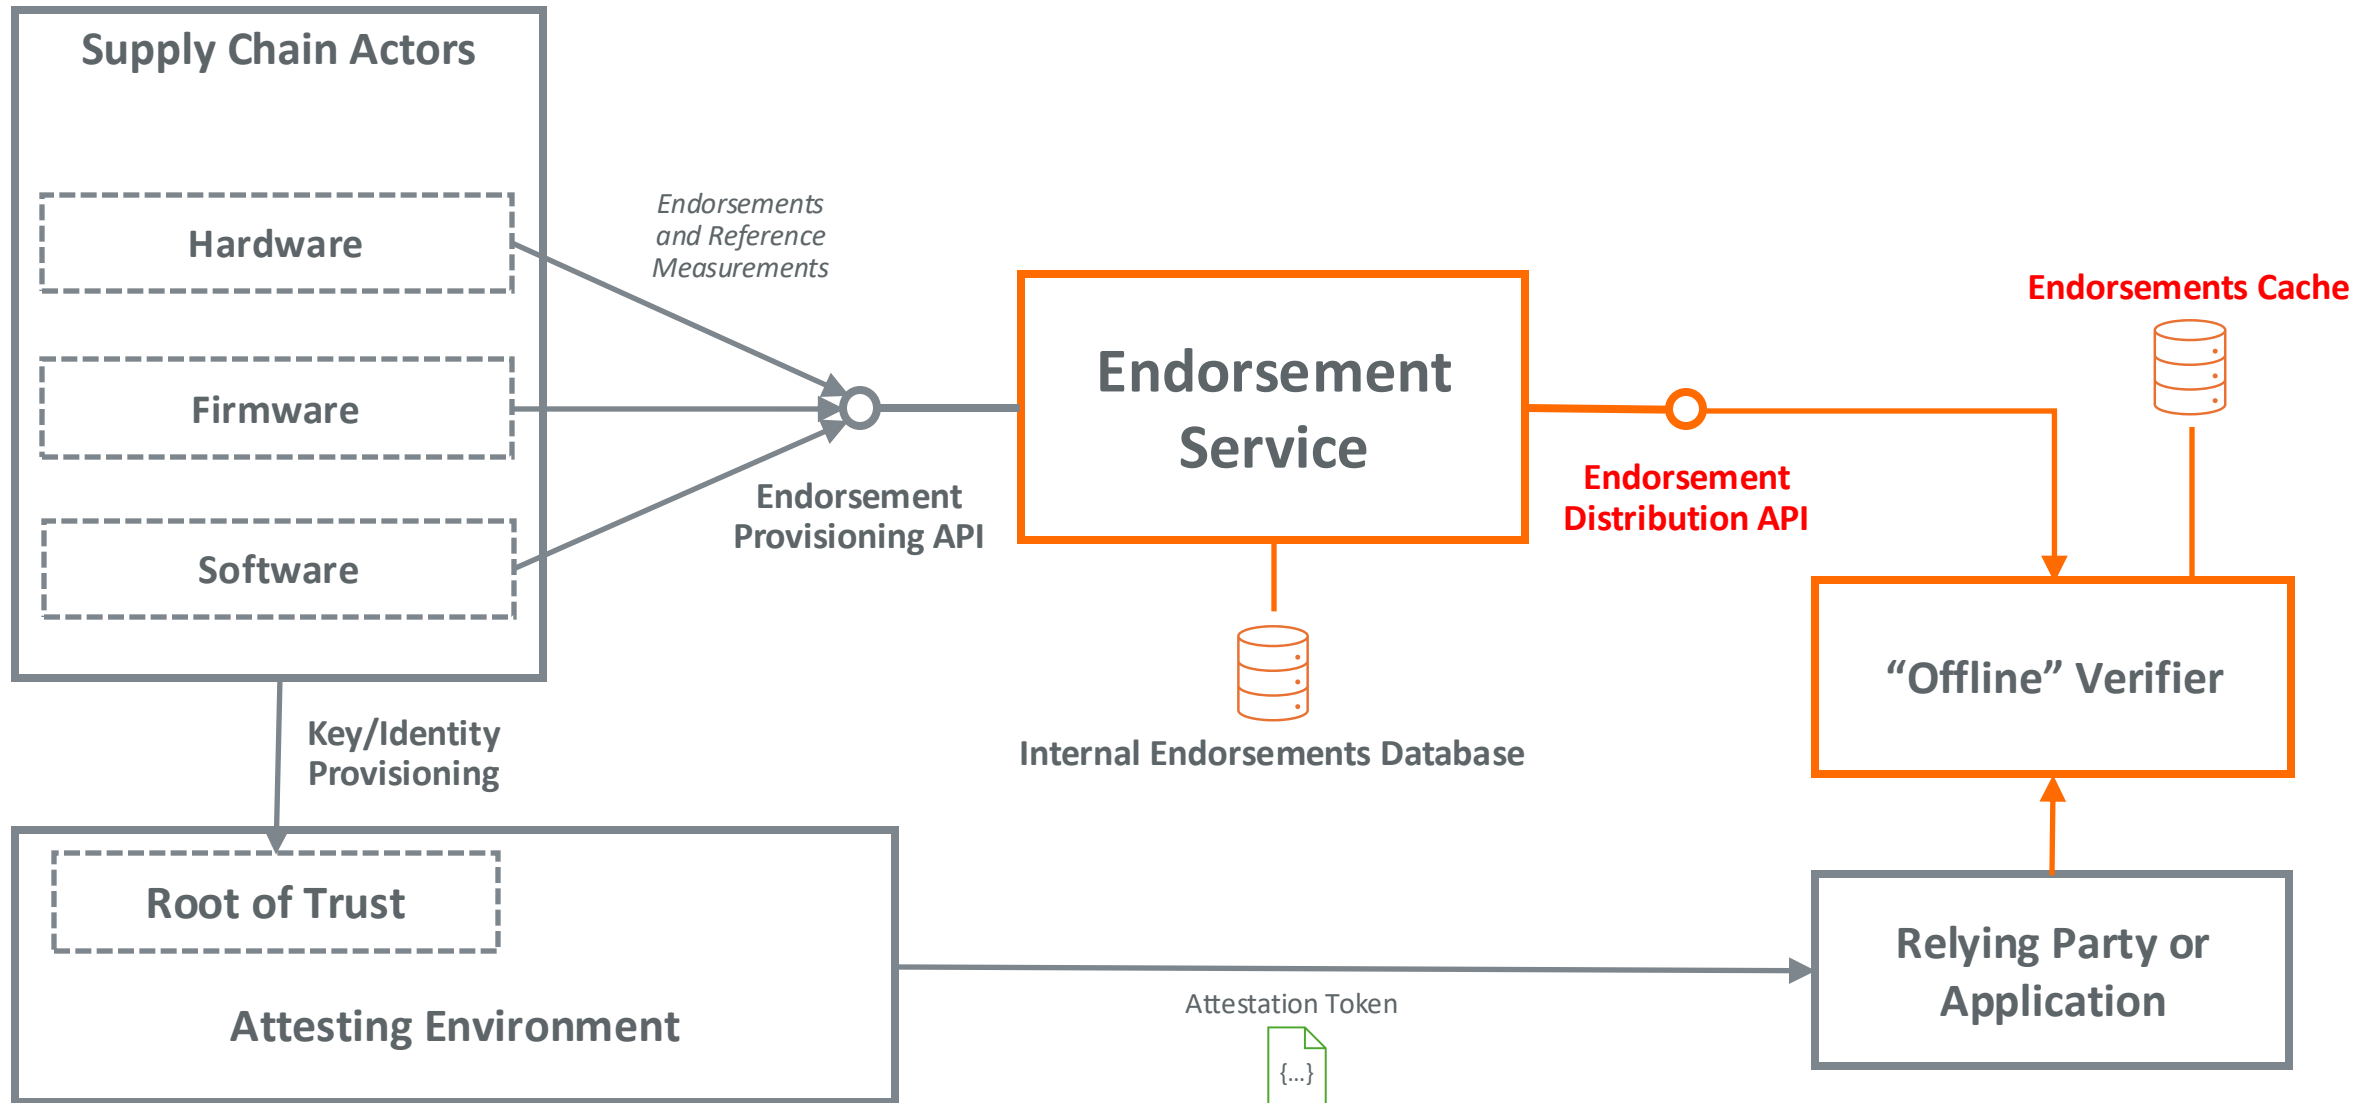 Supply Chain Actors
Hardware
Firmware
Software
Endorsements
and Reference
Measurements
Endorsement
Provisioning API
Endorsement
Service
Internal Endorsements Database
Endorsement
Distribution API
Endorsements Cache
“Offline” Verifier
Key/Identity
Provisioning
Root of Trust
Attesting Environment
Attestation Token
{...}
Relying Party or
Application